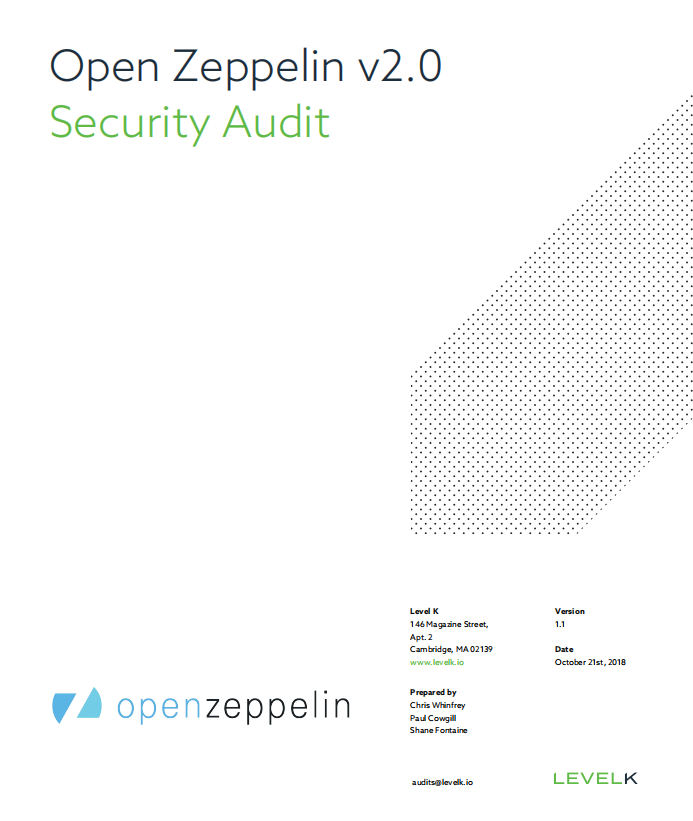 Open Zeppelin v2.0
Security Audit
Level K
146 Magazine Street,
Apt. 2
Cambridge, MA 02139
www.levelk.io
Version
1.1
Date
October 21st, 2018
Prepared by
Chris Whinfrey
Paul Cowgill
Shane Fontaine
openzeppelin
audits@levelk.io
LEVELK